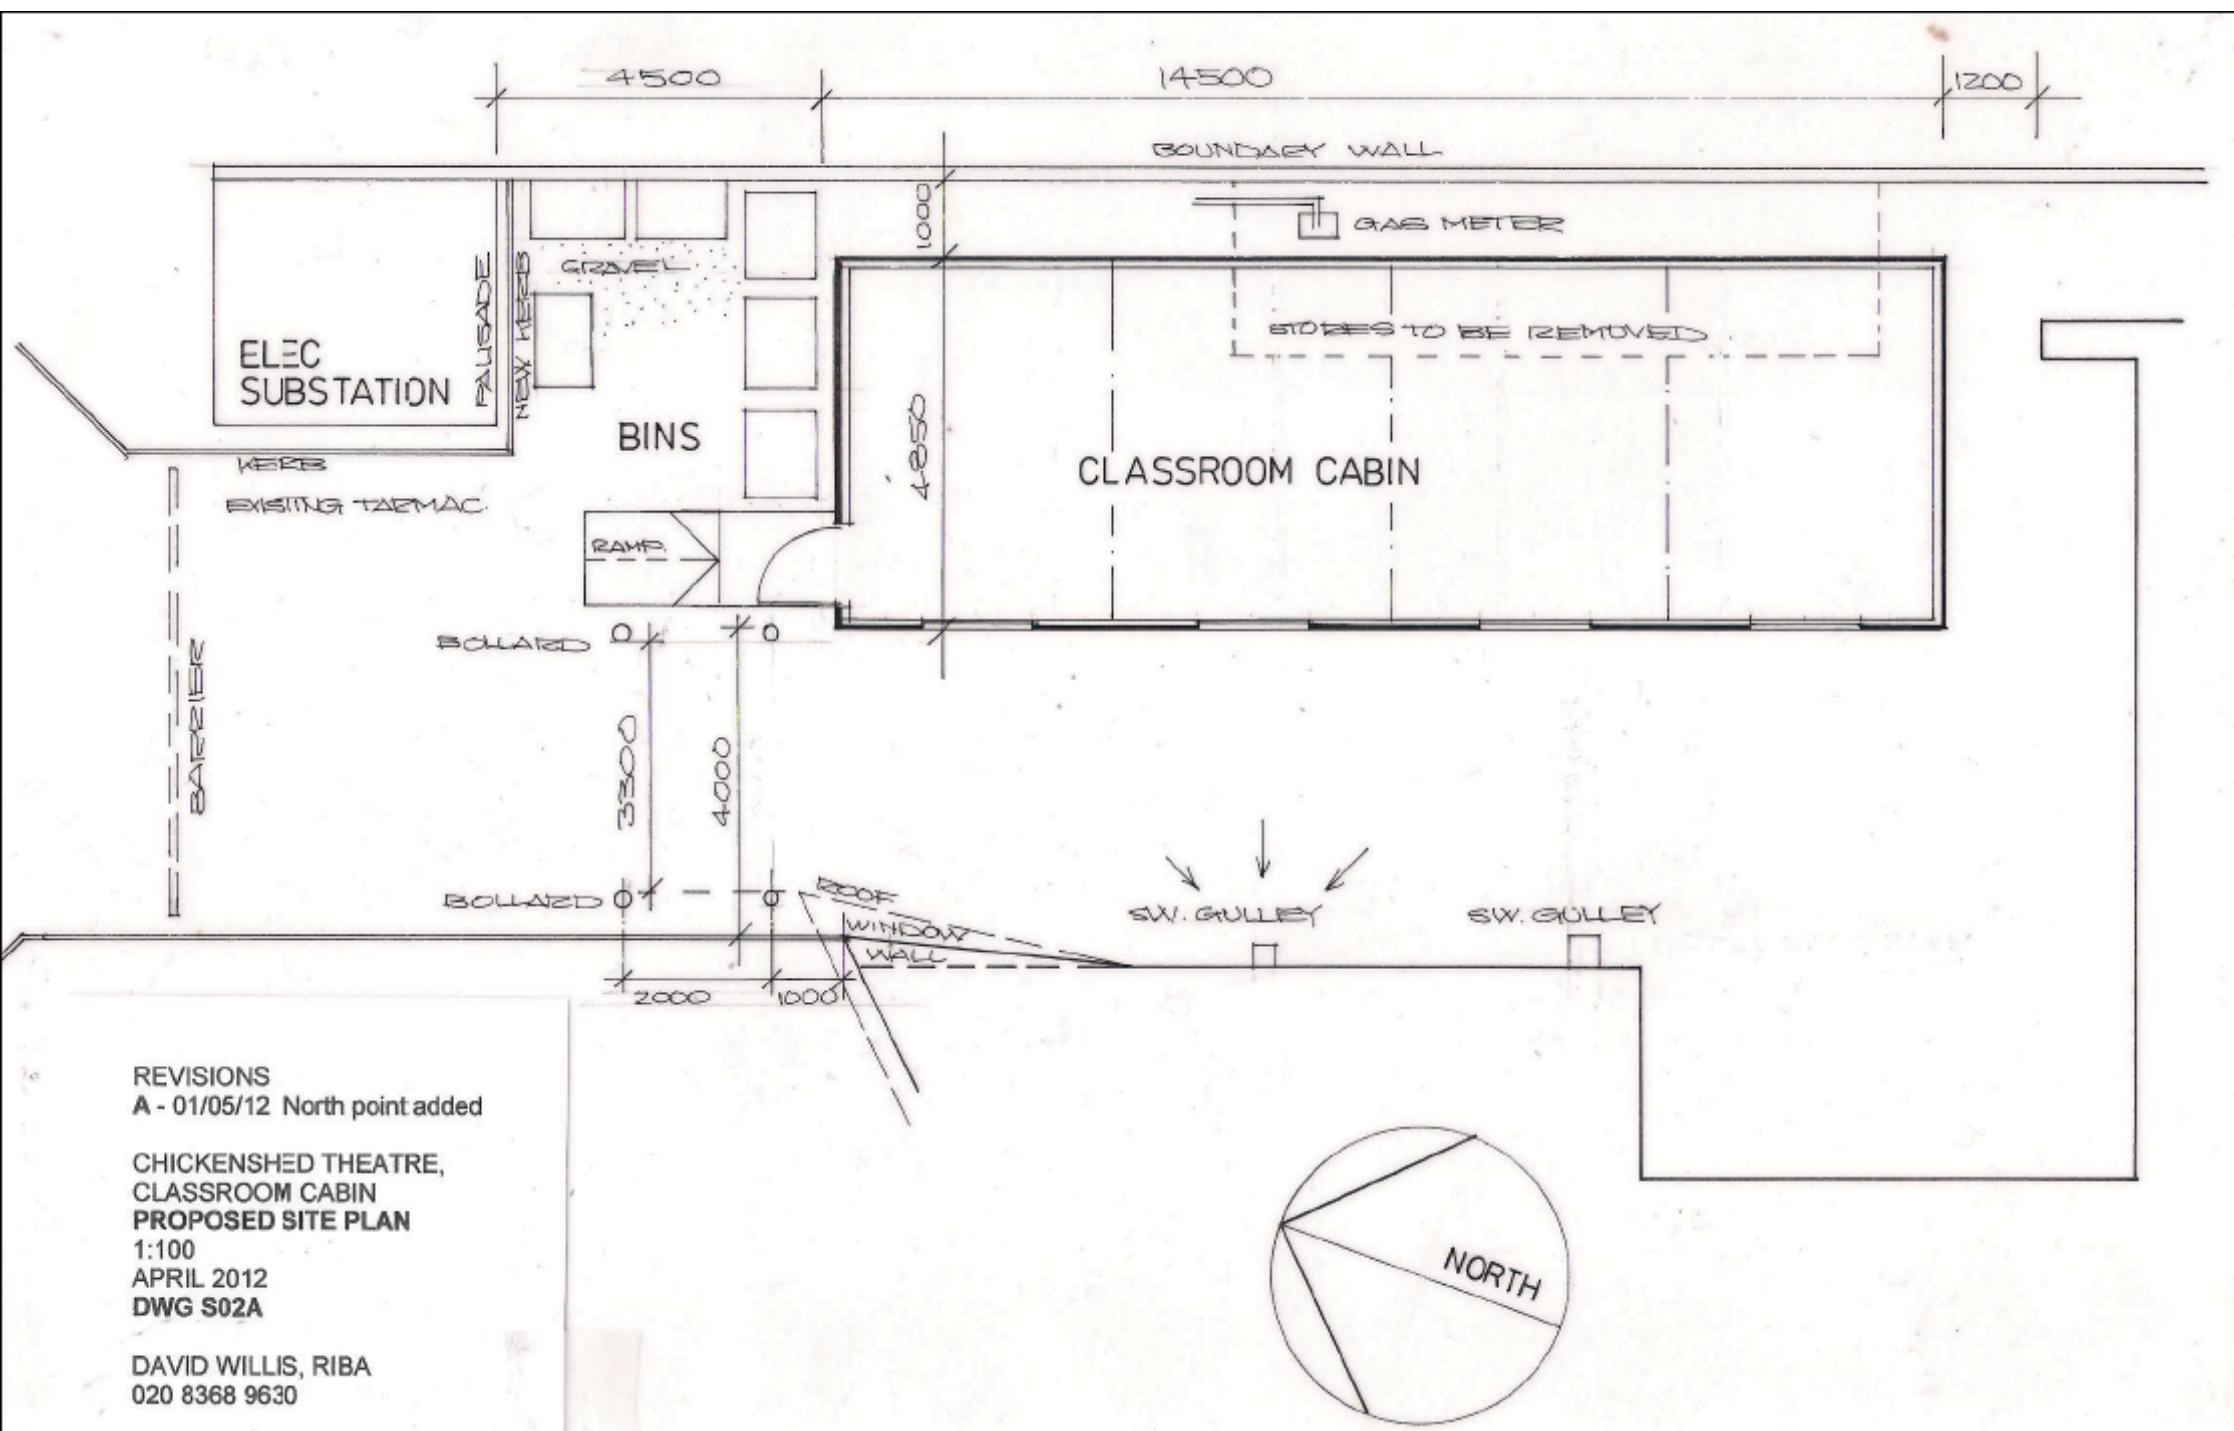 4500
14500
1200
BOUNDARY WALL
1000
GAS METER
GRAVEL
PALISADE
NEW KERB
STORES TO BE REMOVED
ELEC
SUBSTATION
BINS
4850
CLASSROOM CABIN
KERB
EXISTING TARMAC.
RAMP.
BOLLARD
BARRIER
3300
4000
BOLLARD
ROOF
WINDOW
WALL
S.W. GULLEY
S.W. GULLEY
2000
1000
REVISIONS
A - 01/05/12 North point added
CHICKENSHED THEATRE,
CLASSROOM CABIN
PROPOSED SITE PLAN
1:100
APRIL 2012
DWG S02A
DAVID WILLIS, RIBA
020 8368 9630
NORTH